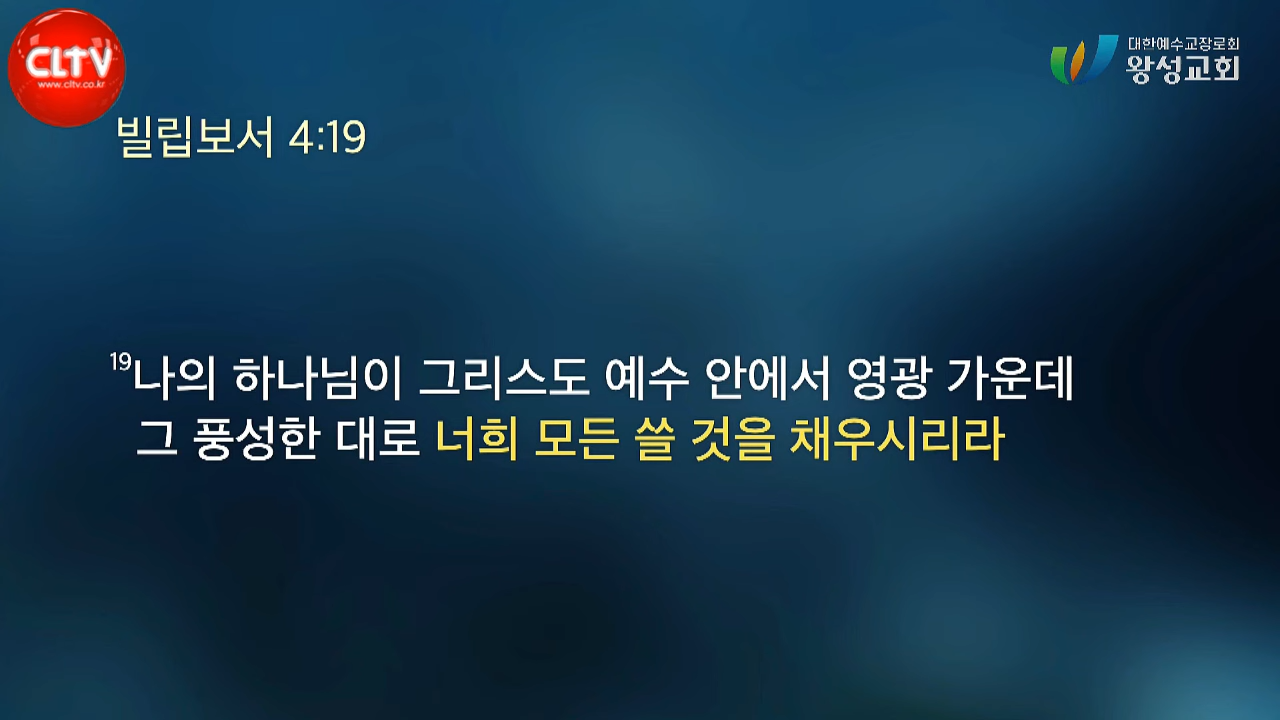 CLTV
www.cltv.co.kr
대한예수교장로회
왕성교회
빌립보서 4:19
19나의 하나님이 그리스도 예수 안에서 영광 가운데
그 풍성한 대로 너희 모든 쓸 것을 채우시리라